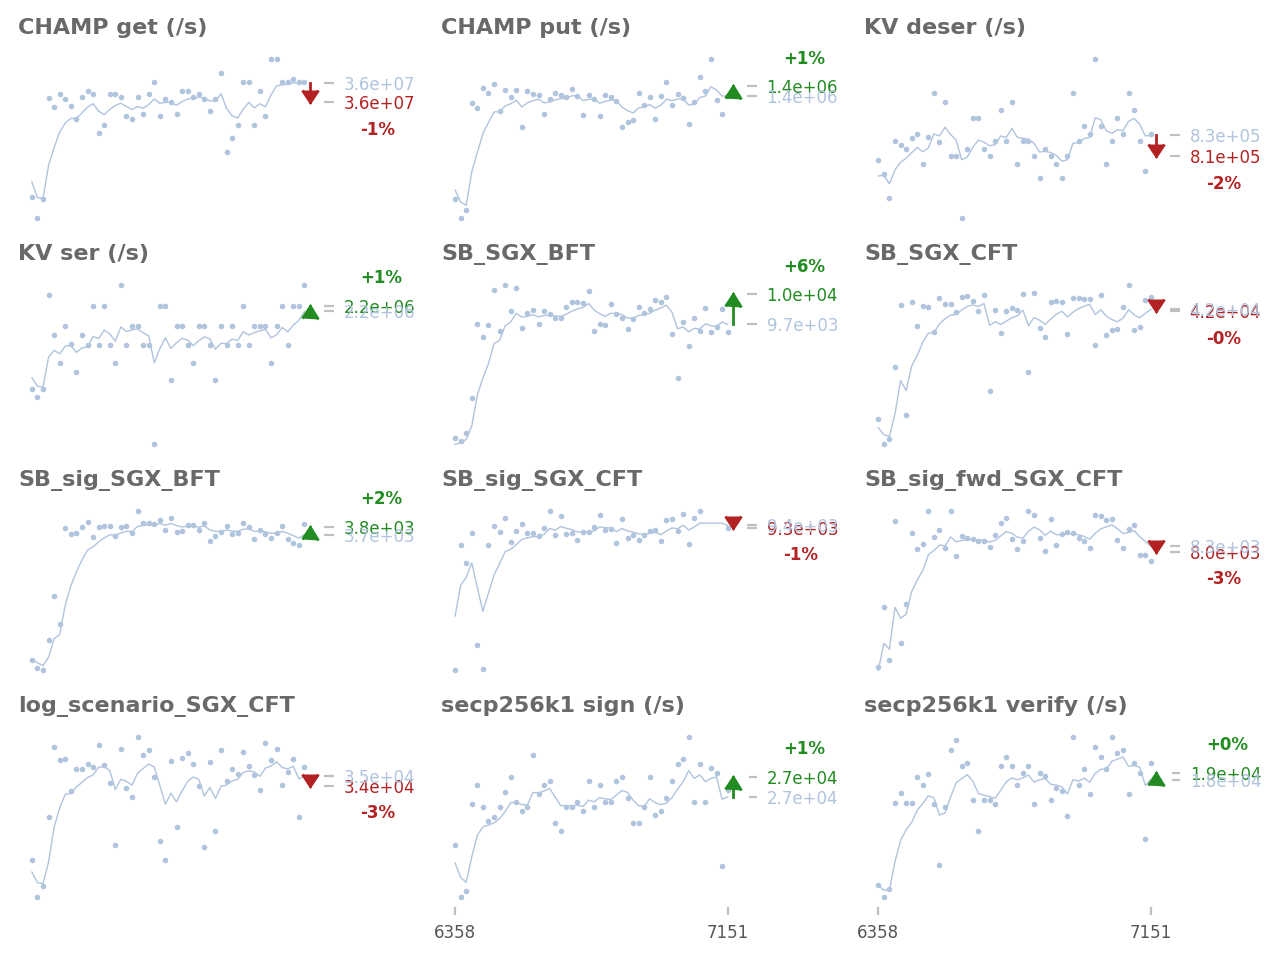 CHAMP get (/s)
3.6e+07
3.6e+07
-1%
CHAMP put (/s)
+1%
1.4e+06
1.4e+06
KV deser (/s)
8.3e+05
8.1e+05
-2%
KV ser (/s)
+1%
2.2e+06
2.2e+06
SB_SGX_BFT
+6%
1.0e+04
9.7e+03
SB_SGX_CFT
4.2e+04
4.2e+04
-0%
SB_sig_SGX_BFT
+2%
3.8e+03
3.7e+03
SB_sig_SGX_CFT
9.4e+03
9.3e+03
-1%
SB_sig_fwd_SGX_CFT
8.3e+03
8.0e+03
-3%
log_scenario_SGX_CFT
3.5e+04
3.4e+04
-3%
secp256k1 sign (/s)
+1%
2.7e+04
2.7e+04
6358
7151
secp256k1 verify (/s)
+0%
1.9e+04
1.8e+04
6358
7151